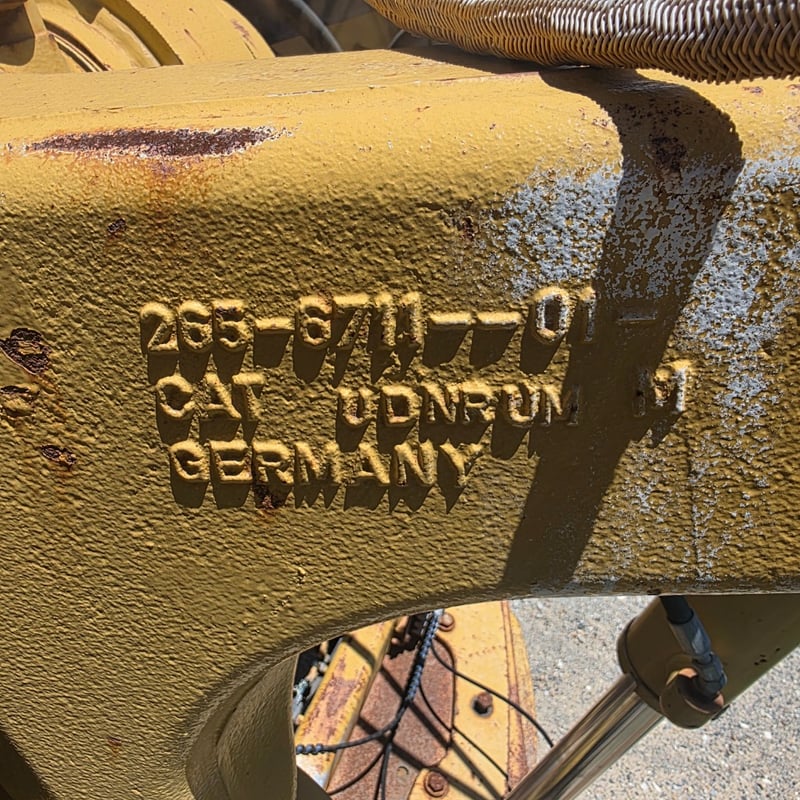 265-6711--01-
CAT UDNRUM M
GERMANY